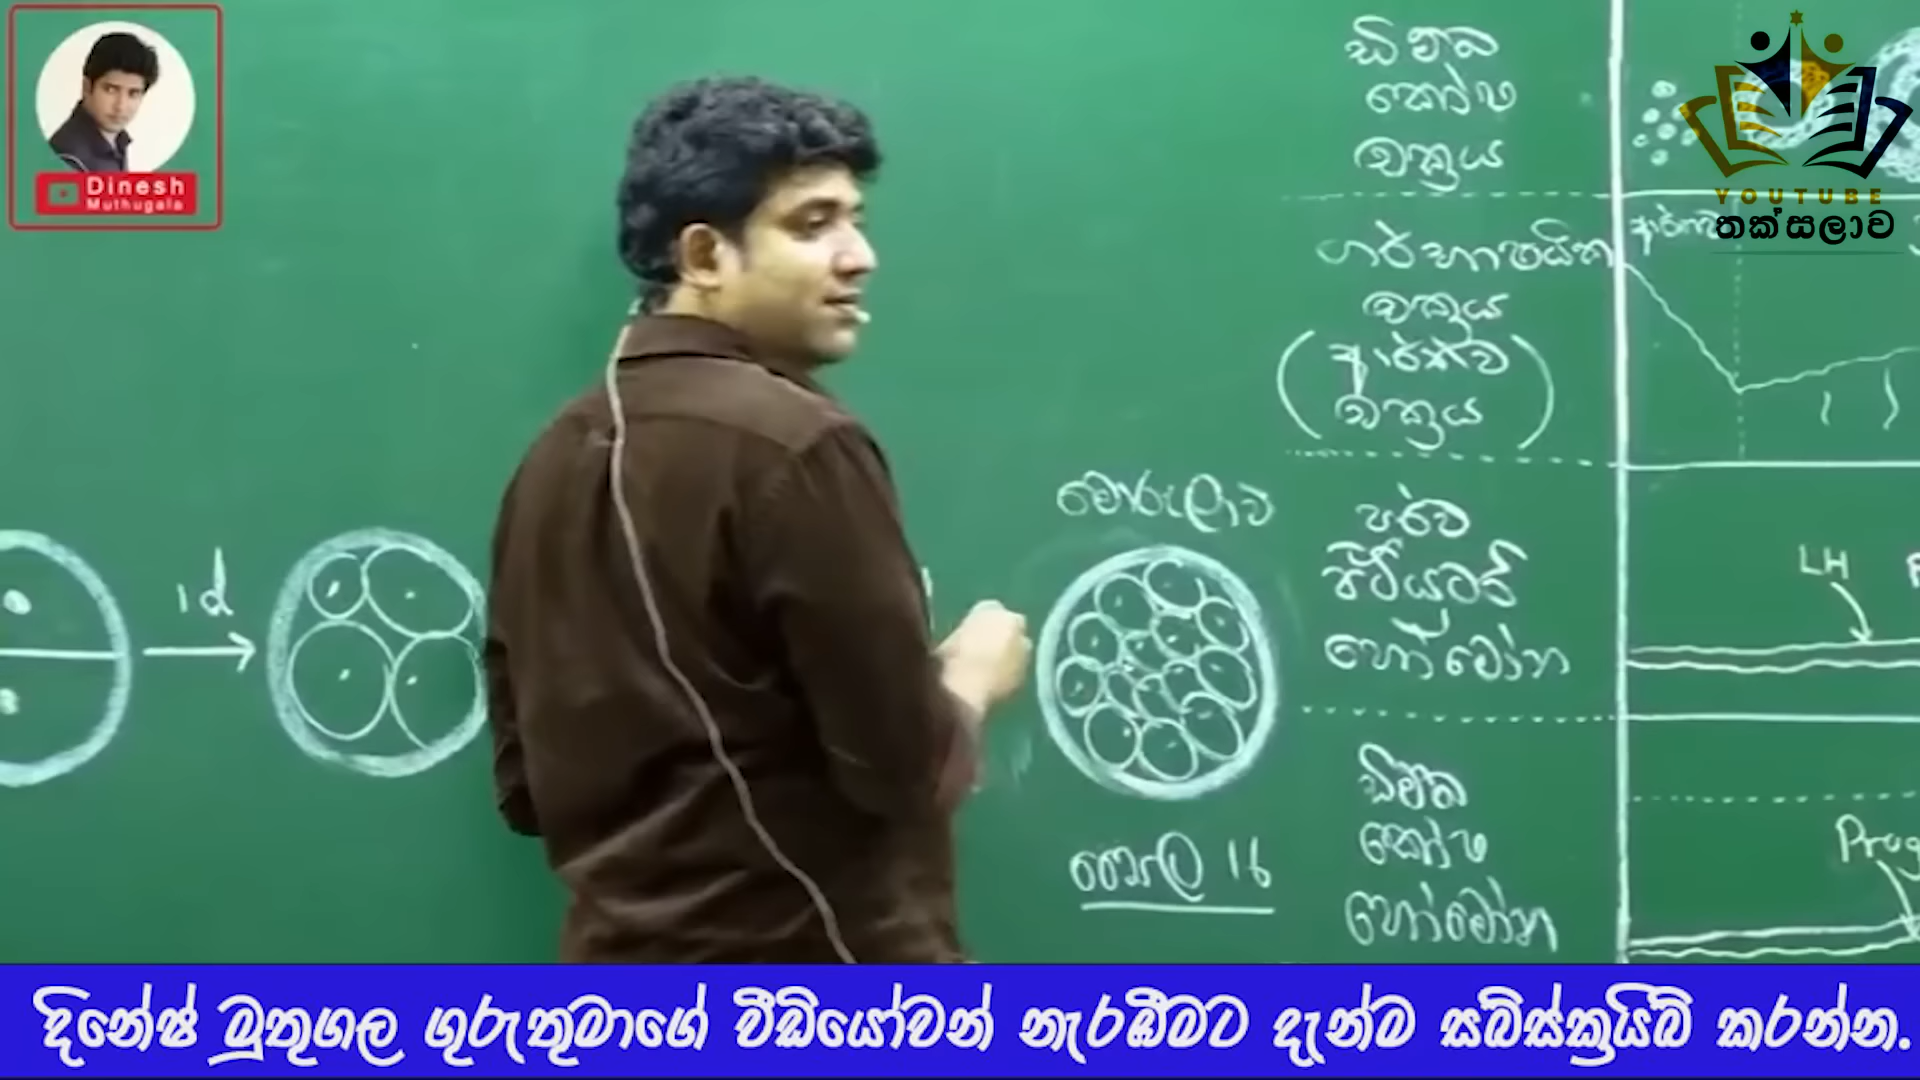 Dinesh
Muthugala
YOUTUBE
තක්සලාව
ඩිම්බ
කෝෂ
චක්‍රය
ගර්භාෂයික
චක්‍රය
(ආර්තව
චක්‍රය)
මොරුලාව
1d
සෛල 16
පූර්ව
පිටියුටරි
හෝමෝන
LH
ඩිම්බ
කෝෂ
හෝමෝන
Prog
දිනේෂ් මුතුගල ගුරුතුමාගේ වීඩියෝවන් නැරඹීමට දැන්ම සබ්ස්ක්‍රයිබ් කරන්න.